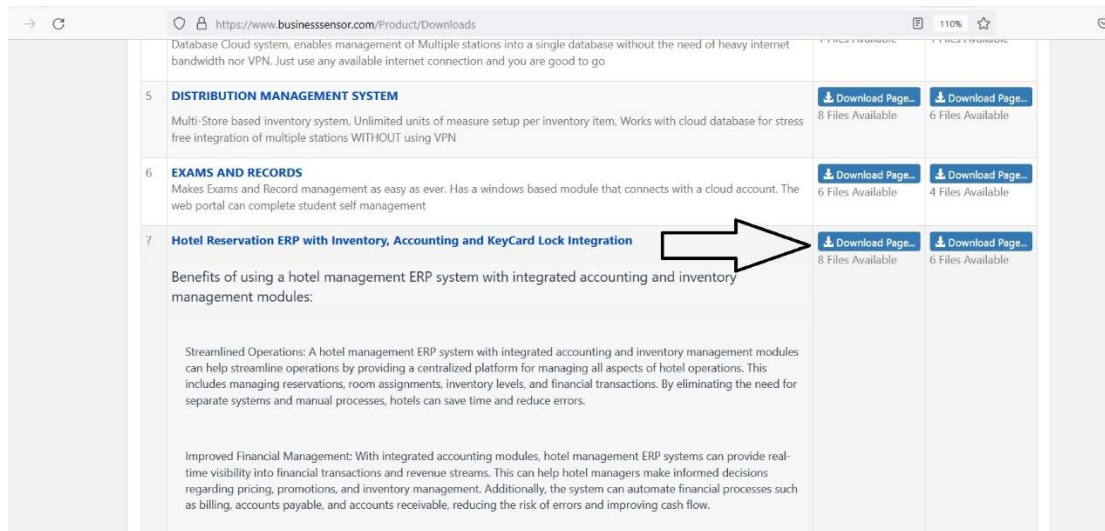 https://www.businesssensor.com/Product/Downloads
110%
Database Cloud system, enables management of Multiple stations into a single database without the need of heavy internet
bandwidth nor VPN. Just use any available internet connection and you are good to go
5 DISTRIBUTION MANAGEMENT SYSTEM
Download Page... Download Page...
Multi-Store based inventory system, Unlimited units of measure setup per inventory item, Works with cloud database for stress
8 Files Available 6 Files Available
free integration of multiple stations WITHOUT using VPN
6 EXAMS AND RECORDS
Download Page... Download Page...
Makes Exams and Record management as easy as ever. Has a windows based module that connects with a cloud account. The
6 Files Available 4 Files Available
web portal can complete student self management
7 Hotel Reservation ERP with Inventory, Accounting and KeyCard Lock Integration
Download Page... Download Page...
8 Files Available 6 Files Available
Benefits of using a hotel management ERP system with integrated accounting and inventory
management modules:
Streamlined Operations: A hotel management ERP system with integrated accounting and inventory management modules
can help streamline operations by providing a centralized platform for managing all aspects of hotel operations. This
includes managing reservations, room assignments, inventory levels, and financial transactions. By eliminating the need for
separate systems and manual processes, hotels can save time and reduce errors.
Improved Financial Management: With integrated accounting modules, hotel management ERP systems can provide real-
time visibility into financial transactions and revenue streams. This can help hotel managers make informed decisions
regarding pricing, promotions, and inventory management. Additionally, the system can automate financial processes such
as billing, accounts payable, and accounts receivable, reducing the risk of errors and improving cash flow.